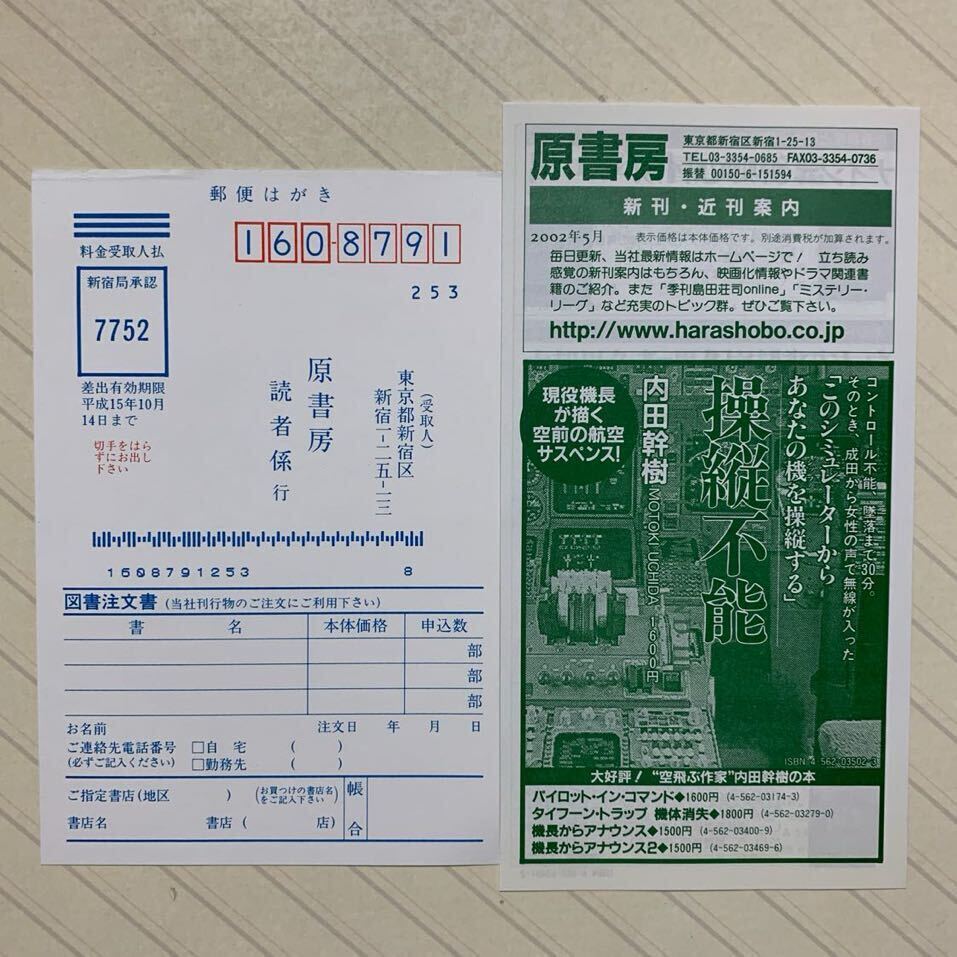 郵便はがき
料金受取人払
新宿局承認
7752
差出有効期限
平成15年10月
14日まで
切手をはら
ずにお出し
下さい
160-8791
253
(受取人)
東京都新宿区
新宿一-二五-一三
原書房
読者係 行
1608791253 8
図書注文書 (当社刊行物のご注文にご利用下さい)
書名 本体価格 申込数
部
部
部
お名前 注文日 年 月 日
ご連絡先電話番号 □自宅 ( )
(必ずご記入ください) □勤務先 ( )
ご指定書店(地区 ) (お買つけの書店名をご記入下さい)
書店名 書店( 店)
帳合
原書房
東京都新宿区新宿1-25-13
TEL03-3354-0685 FAX03-3354-0736
振替 00150-6-151594
新刊・近刊案内
2002年5月 表示価格は本体価格です。別途消費税が加算されます。
毎日更新、当社最新情報はホームページで! 立ち読み
感覚の新刊案内はもちろん、映画化情報やドラマ関連書
籍のご紹介。また「季刊島田荘司online」「ミステリー・
リーグ」など充実のトピック群。ぜひご覧下さい。
http://www.harashobo.co.jp
コントロール不能、墜落まで30分。
そのとき、成田から女性の声で無線が入った
「このシミュレーターから
あなたの機を操縦する」
操縦不能
内田幹樹 MOTOKI UCHIDA 1600円
現役機長
が描く
空前の航空
サスペンス!
ISBN:4-562-03502-3
大好評! “空飛ぶ作家”内田幹樹の本
パイロット・イン・コマンド◆1600円 (4-562-03174-3)
タイフーン・トラップ 機体消失◆1800円 (4-562-03279-0)
機長からアナウンス◆1500円 (4-562-03400-9)
機長からアナウンス2◆1500円 (4-562-03469-6)